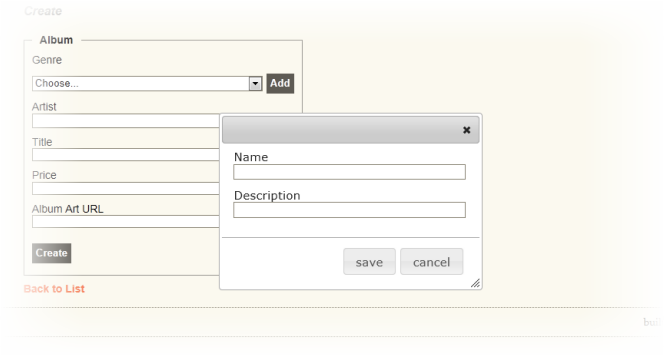 Create
Album
Genre
Choose...
Add
Artist
Title
Price
Album Art URL
Create
Back to List
Name
Description
save cancel